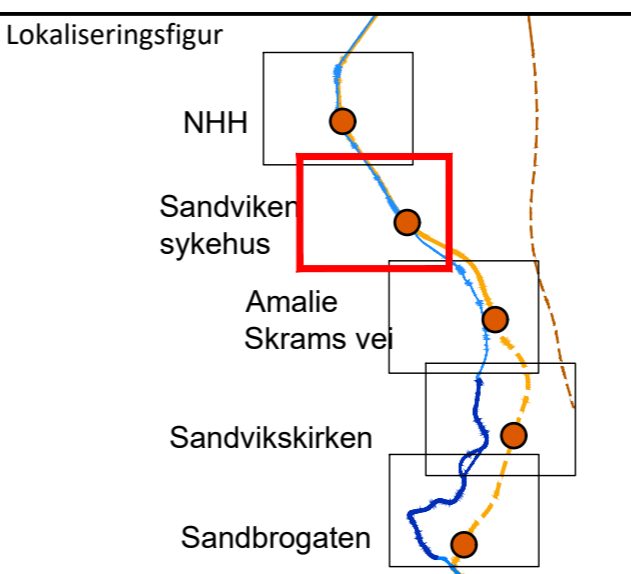 Lokaliseringsfigur
NHH
Sandviken
sykehus
Amalie
Skrams vei
Sandvikskirken
Sandbrogaten